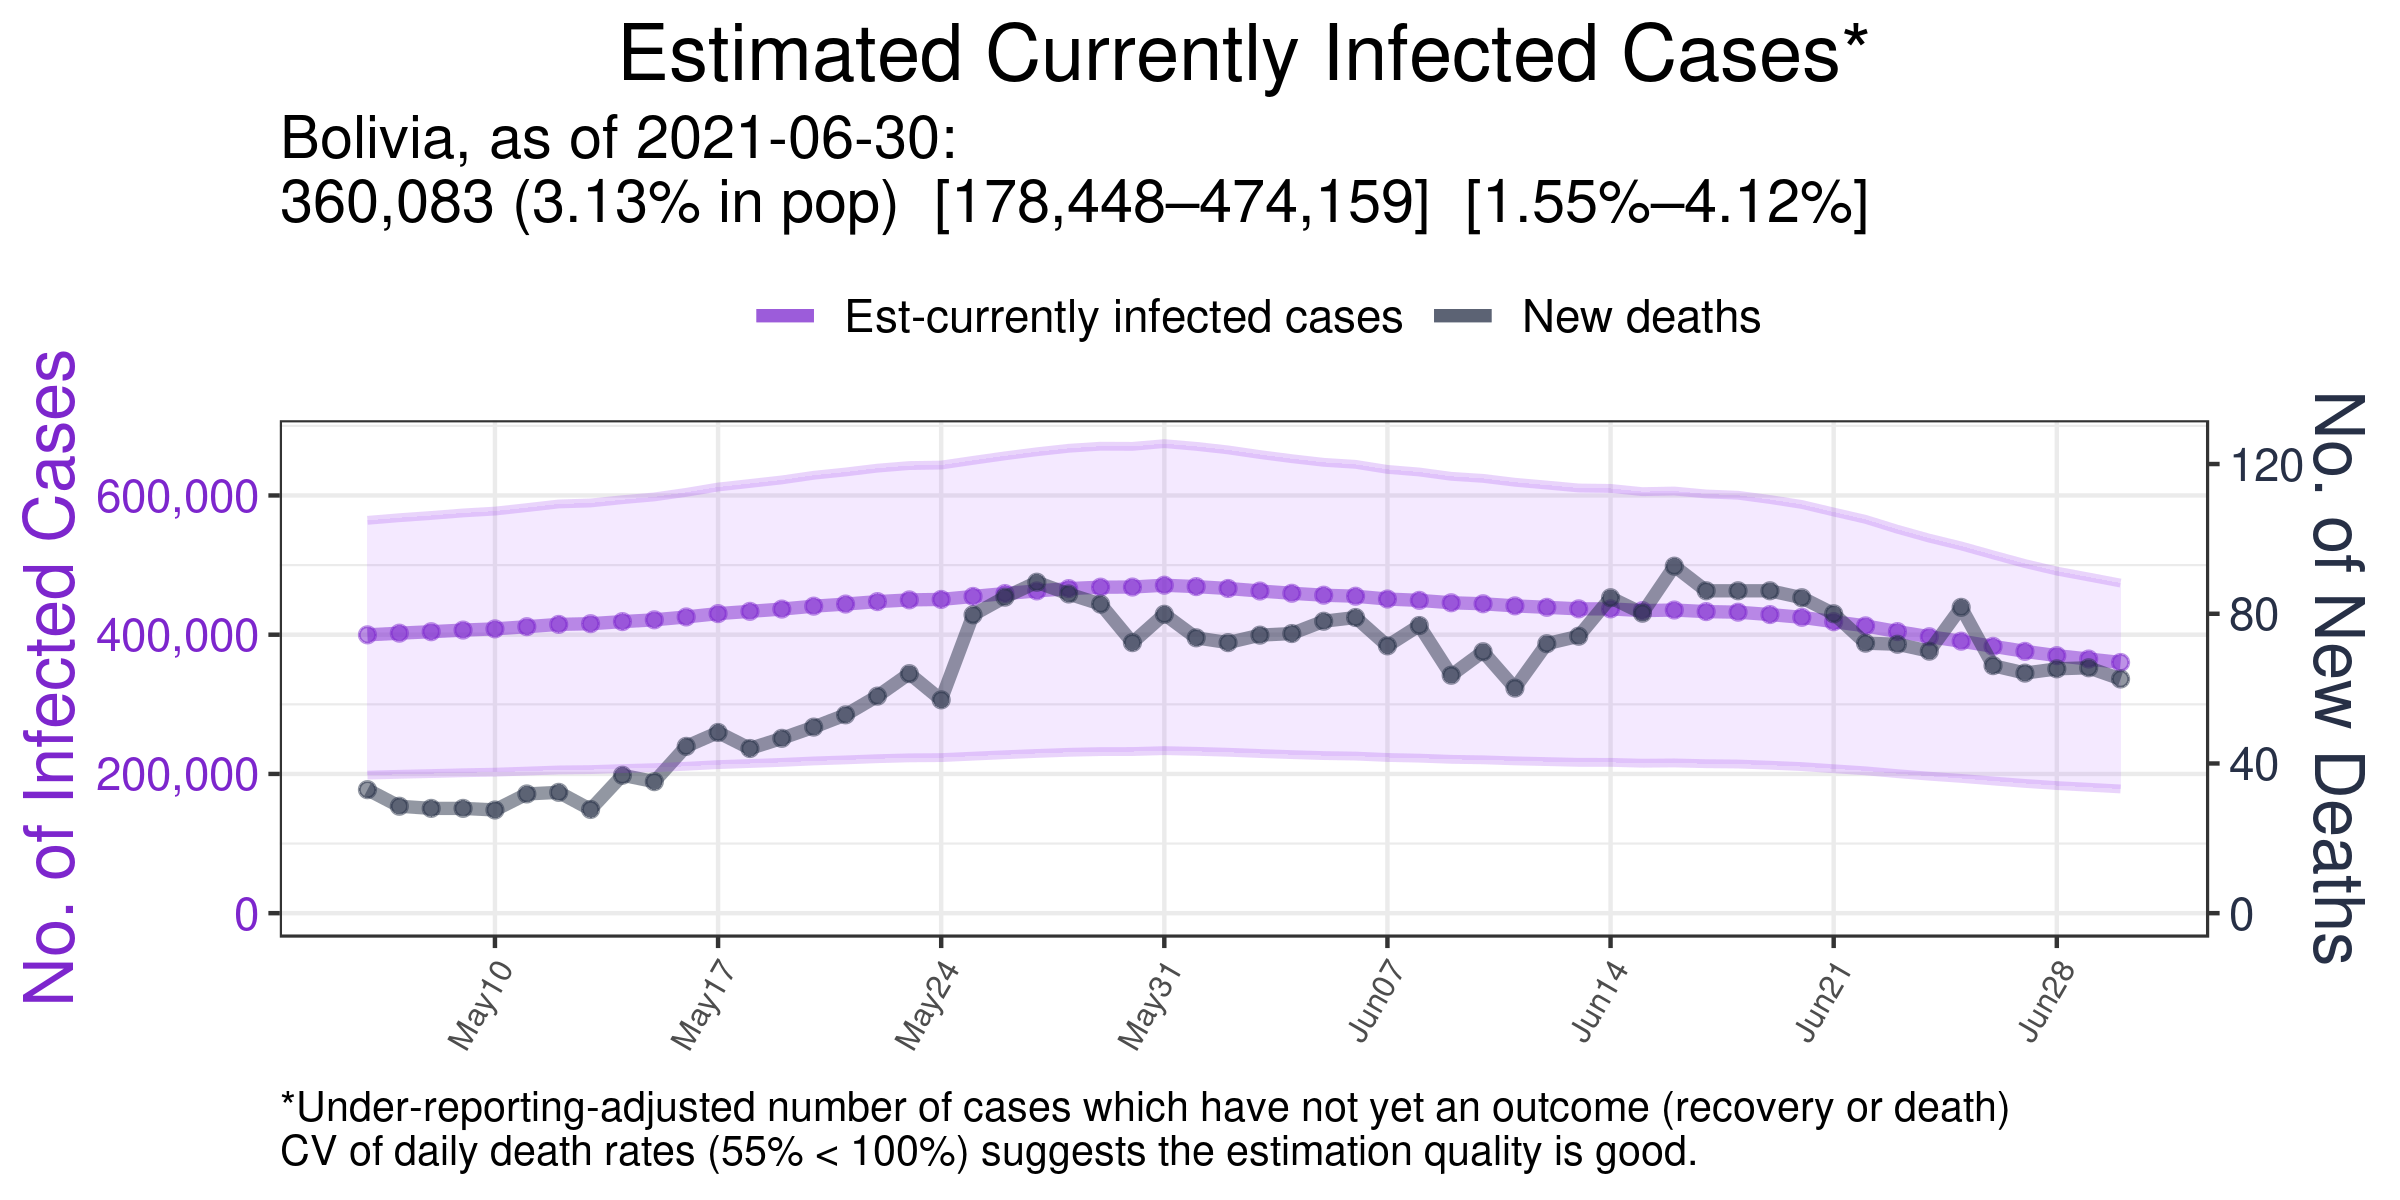 Estimated Currently Infected Cases*
Bolivia, as of 2021-06-30:
360,083 (3.13% in pop)  [178,448–474,159]  [1.55%–4.12%]
Est-currently infected cases
New deaths
No. of Infected Cases
600,000
400,000
200,000
0
120
80
40
0
No. of New Deaths
May10
May17
May24
May31
Jun07
Jun14
Jun21
Jun28
*Under-reporting-adjusted number of cases which have not yet an outcome (recovery or death)
CV of daily death rates (55% < 100%) suggests the estimation quality is good.